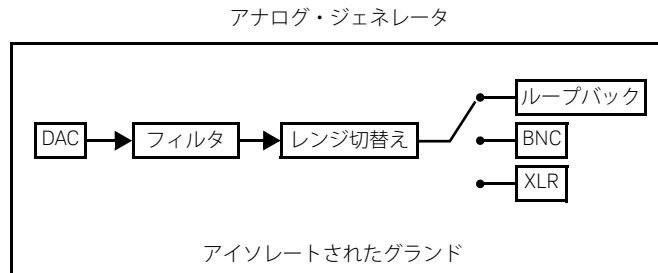 アナログ・ジェネレータ
DAC
フィルタ
レンジ切替え
ループバック
BNC
XLR
アイソレートされたグランド